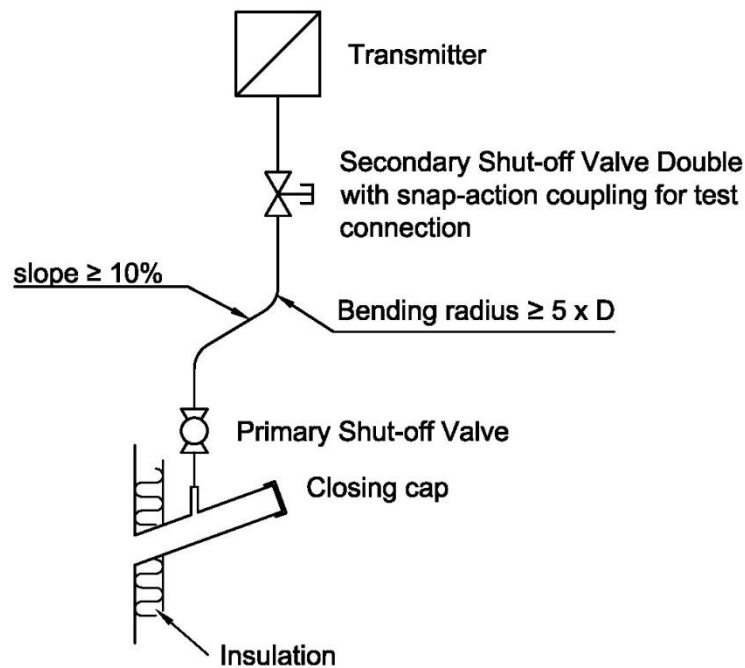 Transmitter
Secondary Shut-off Valve Double
with snap-action coupling for test
connection
slope ≥ 10%
Bending radius ≥ 5 x D
Primary Shut-off Valve
Closing cap
Insulation